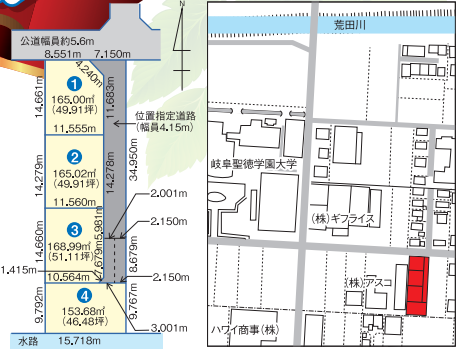 N
公道幅員約5.6m
8.551m 7.150m
4.240m
14.661m
11.683m
1
165.00㎡
(49.91坪)
11.555m
位置指定道路
(幅員4.15m)
34.950m
2
165.02㎡
(49.91坪)
14.279m
14.278m
11.560m
2.001m
2.150m
3
168.99㎡
(51.11坪)
14.660m
5.981m
7.679m
8.679m
1.415m
10.564m
2.150m
4
153.68㎡
(46.48坪)
9.792m
9.767m
3.001m
水路 15.718m
荒田川
岐阜聖徳学園大学
(株)ギフライス
(株)アスコ
ハワイ商事(株)